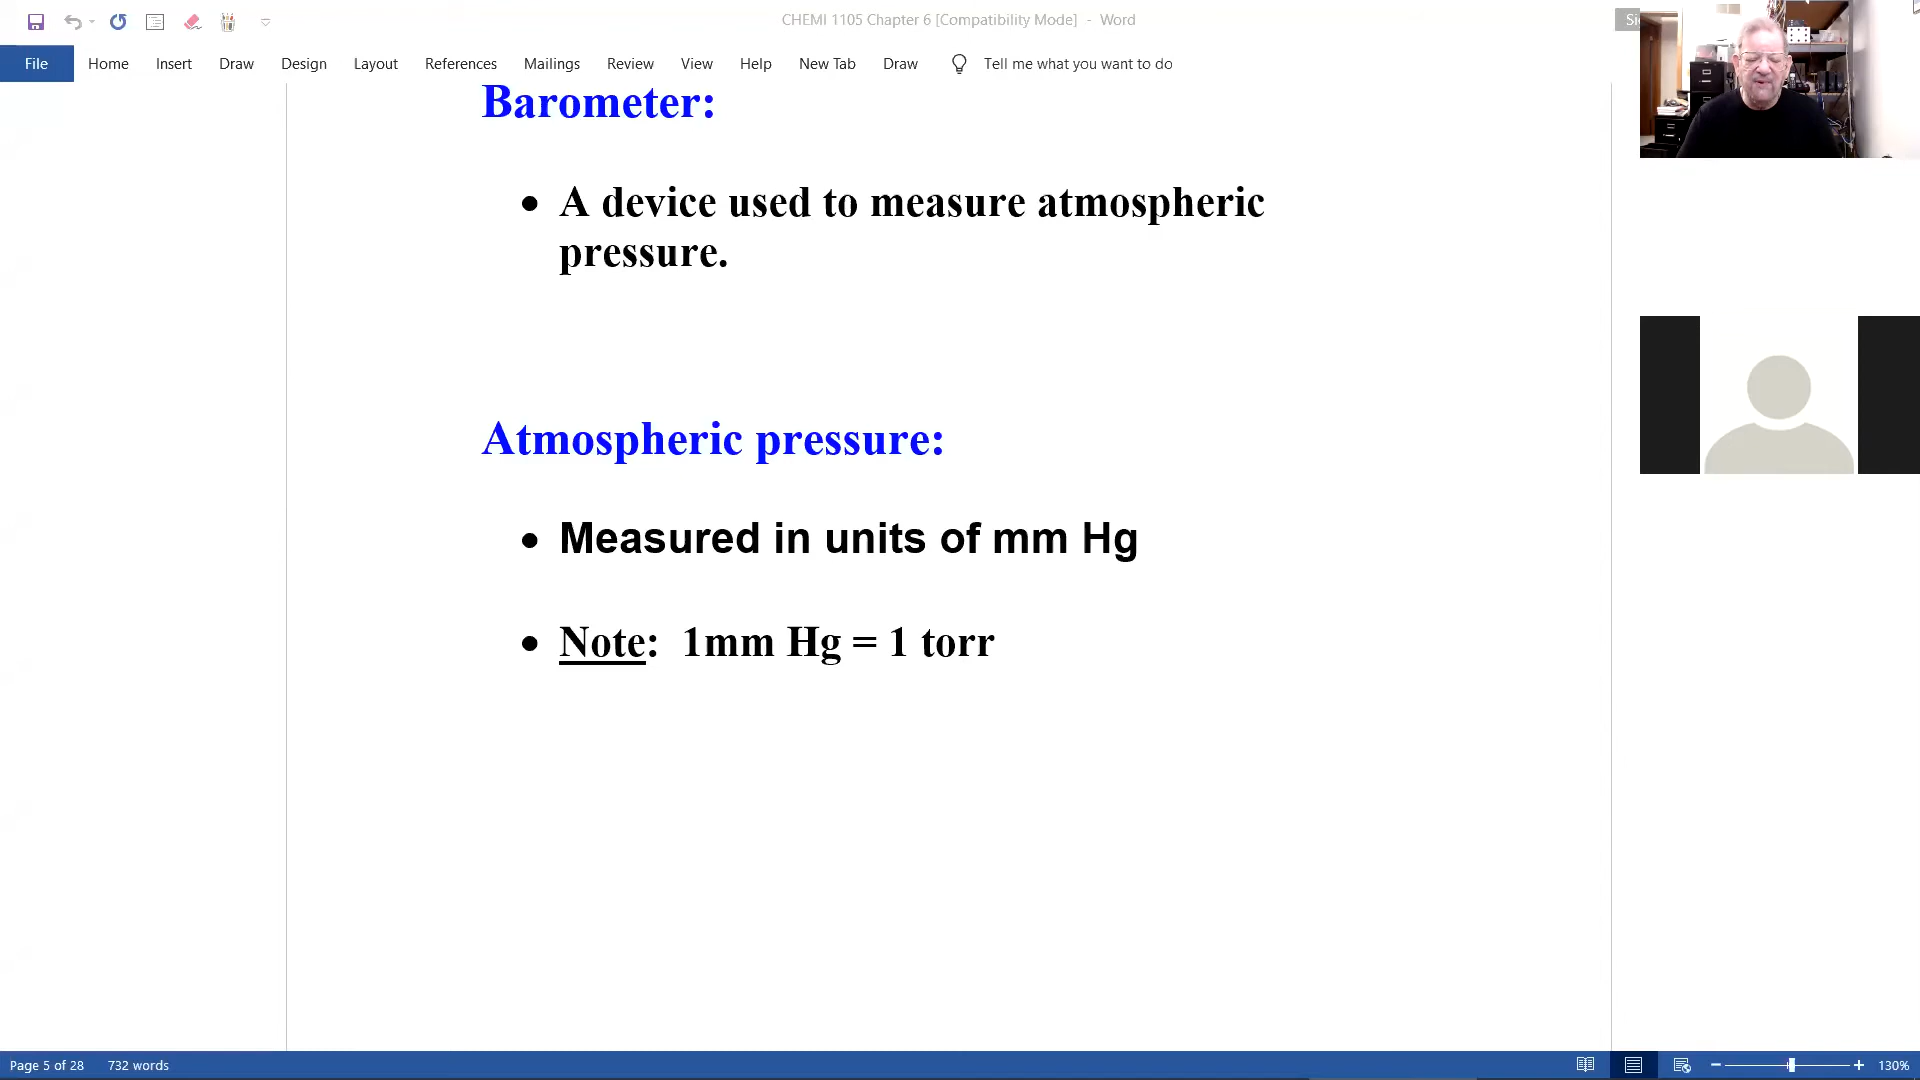 CHEMI 1105 Chapter 6 [Compatibility Mode] - Word
File Home Insert Draw Design Layout References Mailings Review View Help New Tab Draw Tell me what you want to do
Barometer:
• A device used to measure atmospheric
pressure.
Atmospheric pressure:
• Measured in units of mm Hg
• Note: 1mm Hg = 1 torr
Page 5 of 28 732 words
130%